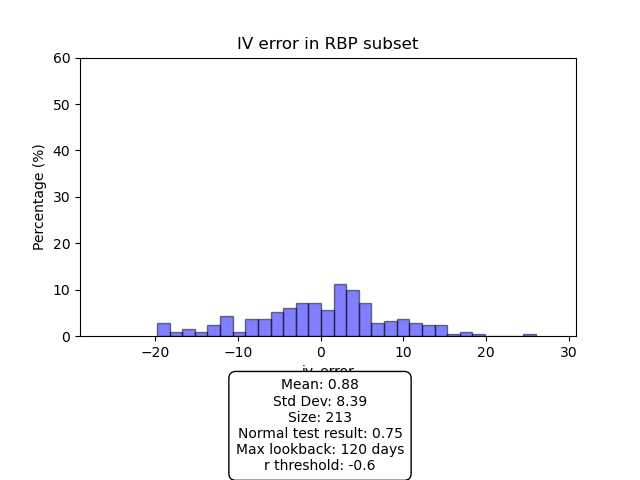 IV error in RBP subset
60
50
40
30
20
10
0
Percentage (%)
−20
−10
0
10
20
30
iv_error
Mean: 0.88
Std Dev: 8.39
Size: 213
Normal test result: 0.75
Max lookback: 120 days
r threshold: -0.6